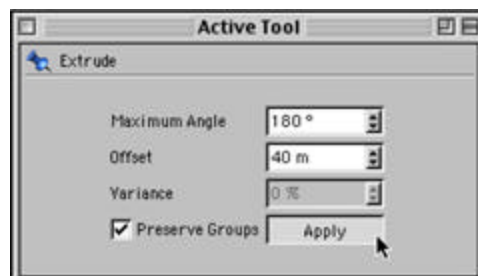 Active Tool
Extrude
Maximum Angle 180 °
Offset 40 m
Variance 0 %
Preserve Groups Apply